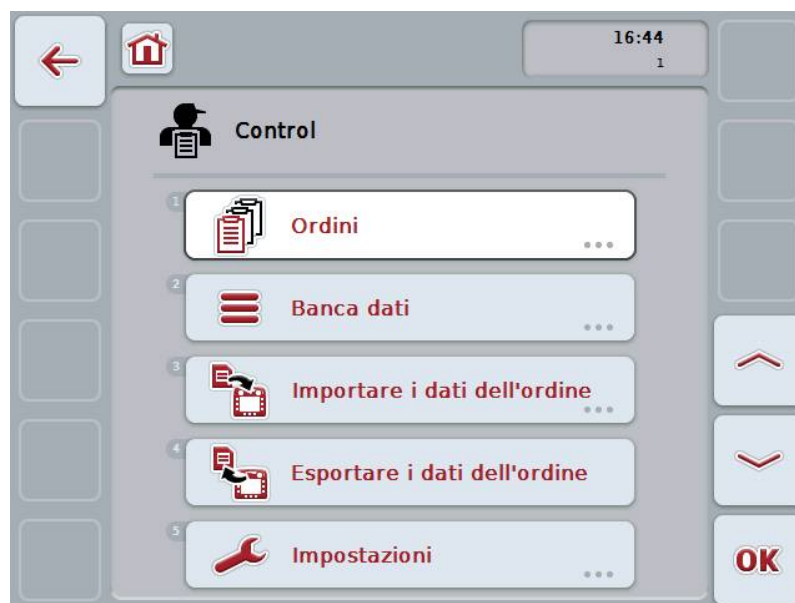 16:44
1
Control
1
Ordini
2
Banca dati
3
Importare i dati dell'ordine
4
Esportare i dati dell'ordine
5
Impostazioni
OK